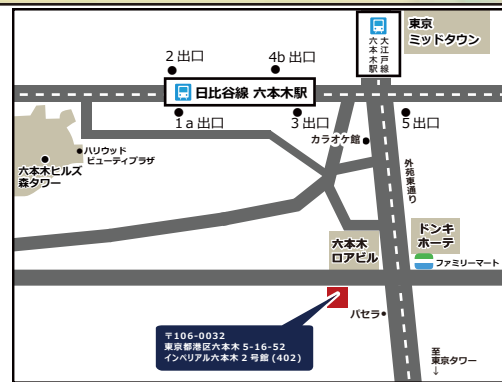 東京
ミッドタウン
大江戸線
六本木駅
2 出口
4b 出口
日比谷線 六本木駅
1a 出口
3 出口
5 出口
カラオケ館
ハリウッド
ビューティプラザ
六本木ヒルズ
森タワー
外苑東通り
六本木
ロアビル
ドンキ
ホーテ
ファミリーマート
パセラ
〒106-0032
東京都港区六本木 5-16-52
インペリアル六本木 2 号館 (402)
至
東京タワー
↓